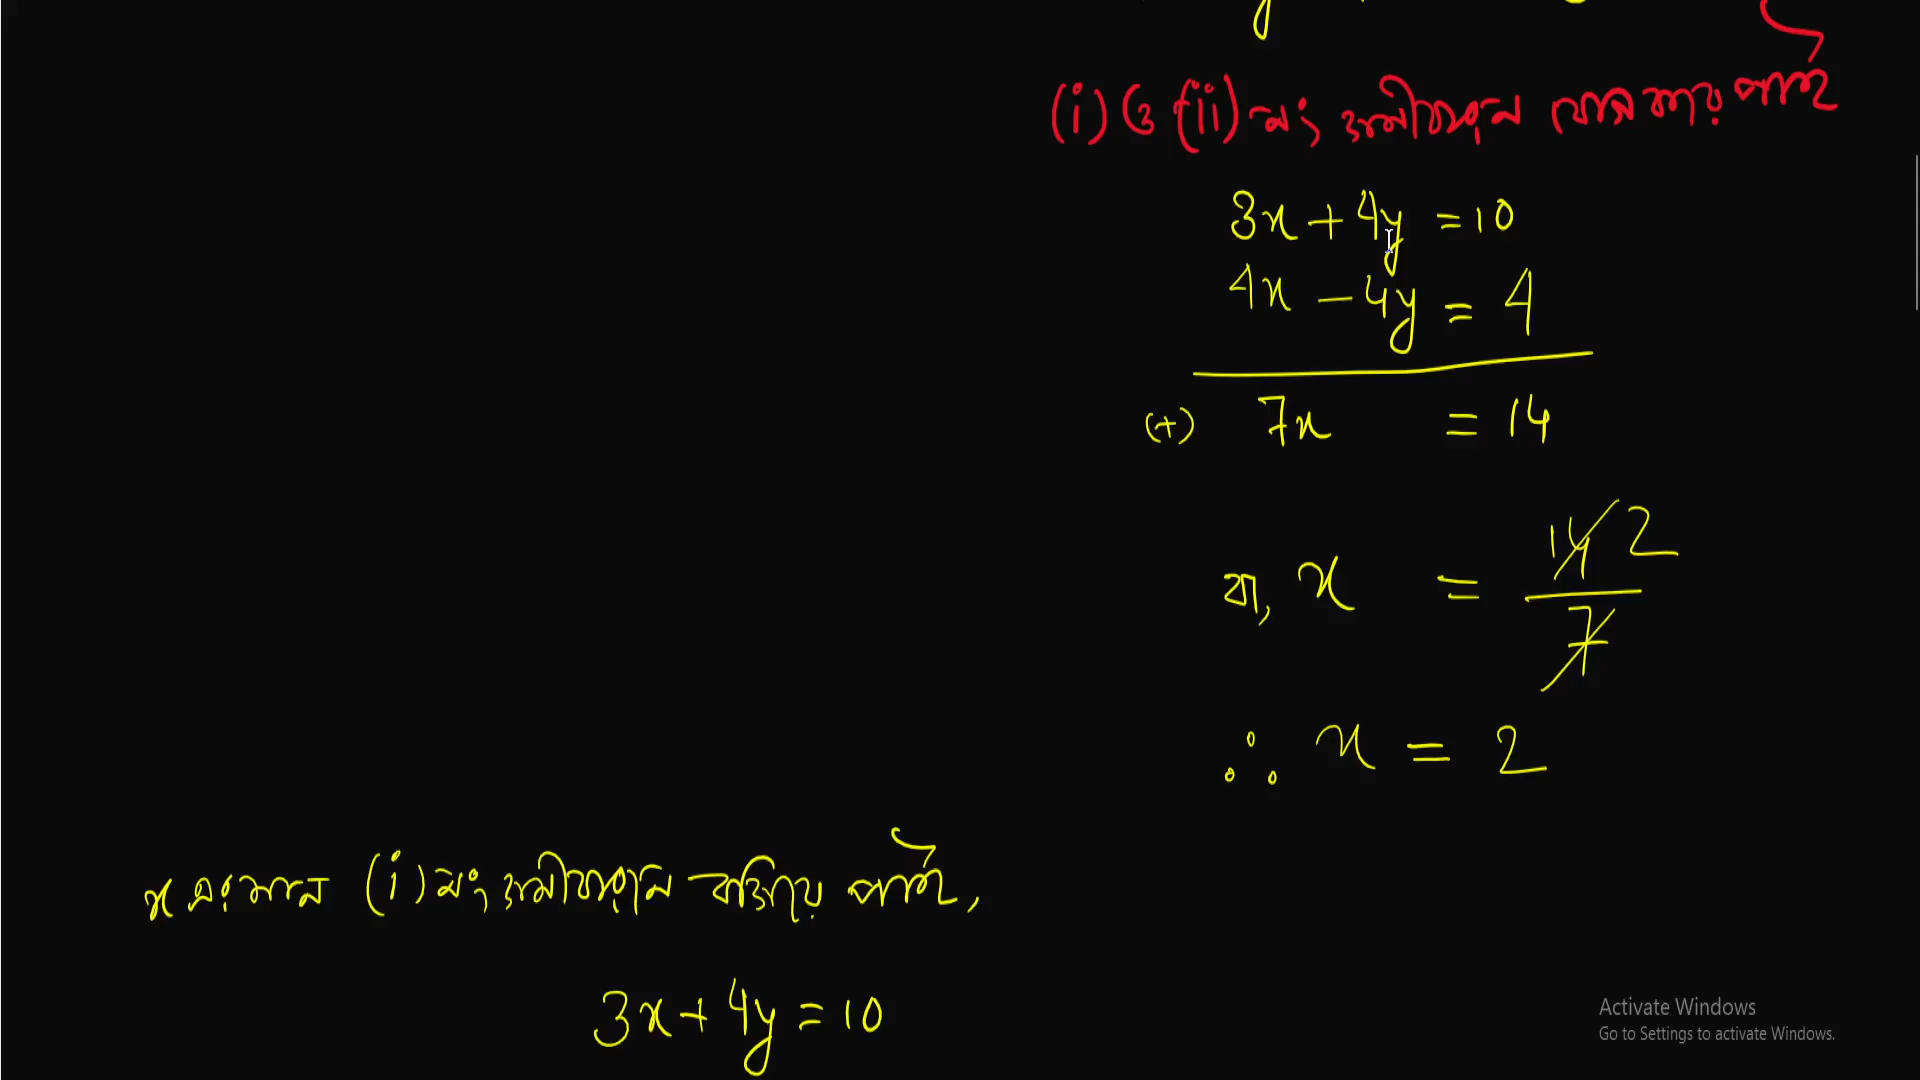 (i) ও (ii) নং সমীকরণ যোগ করে পাই
3x + 4y = 10
4x - 4y = 4
(+) 7x = 14
বা, x = 14/7 2
∴ x = 2
x এর মান (i) নং সমীকরণে বসিয়ে পাই,
3x + 4y = 10
Activate Windows
Go to Settings to activate Windows.